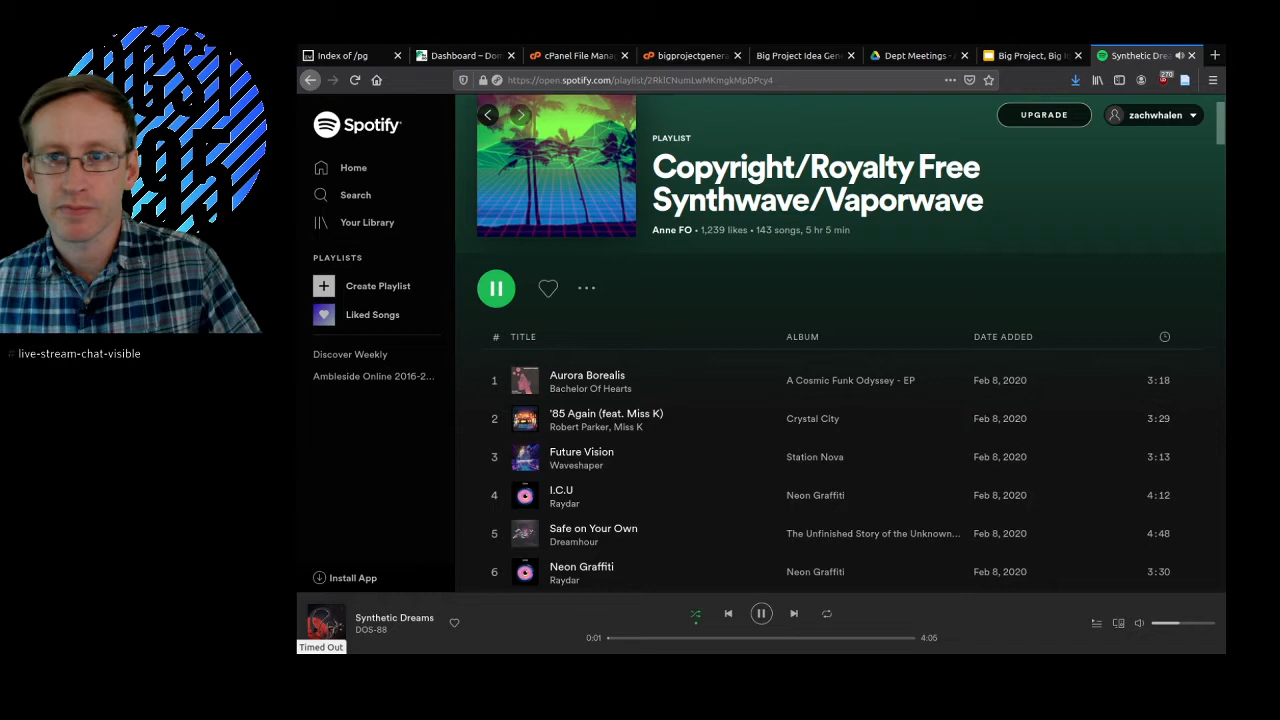 Index of /pg
Dashboard – Dom
cPanel File Manag
bigprojectgenera
Big Project Idea Gener
Dept Meetings -
Big Project, Big I
Synthetic Drea
https://open.spotify.com/playlist/2RklCNumLwMKmgkMpDPcy4
270
Spotify
Home
Search
Your Library
PLAYLISTS
Create Playlist
Liked Songs
Discover Weekly
Ambleside Online 2016-2...
Install App
UPGRADE
zachwhalen
PLAYLIST
Copyright/Royalty Free
Synthwave/Vaporwave
Anne FO • 1,239 likes • 143 songs, 5 hr 5 min
# TITLE ALBUM DATE ADDED
1 Aurora Borealis A Cosmic Funk Odyssey - EP Feb 8, 2020 3:18
Bachelor Of Hearts
2 '85 Again (feat. Miss K) Crystal City Feb 8, 2020 3:29
Robert Parker, Miss K
3 Future Vision Station Nova Feb 8, 2020 3:13
Waveshaper
4 I.C.U Neon Graffiti Feb 8, 2020 4:12
Raydar
5 Safe on Your Own The Unfinished Story of the Unknown... Feb 8, 2020 4:48
Dreamhour
6 Neon Graffiti Neon Graffiti Feb 8, 2020 3:30
Raydar
Synthetic Dreams
DOS-88
0:01 4:05
Timed Out
# live-stream-chat-visible